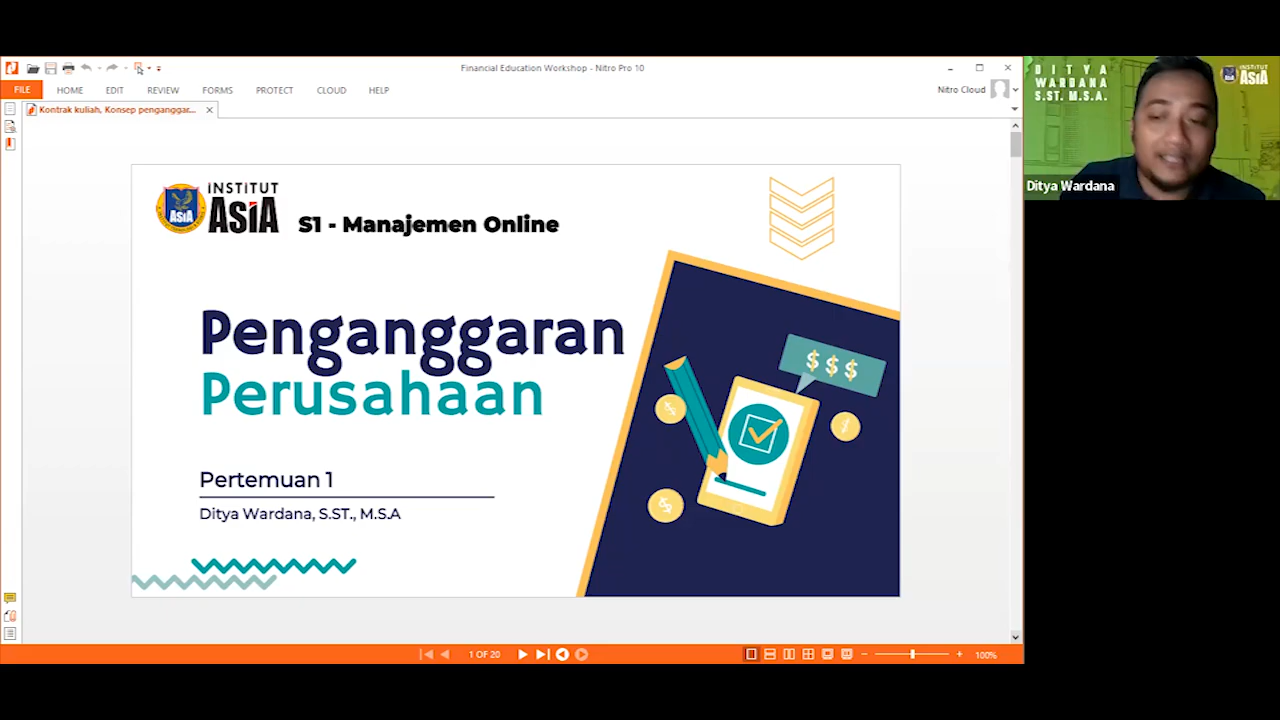 Financial Education Workshop - Nitro Pro 10
FILE HOME EDIT REVIEW FORMS PROTECT CLOUD HELP
Nitro Cloud
Kontrak kuliah, Konsep penganggar...
INSTITUT
ASIA
ASIA
S1 - Manajemen Online
Penganggaran
Perusahaan
$ $ $
Pertemuan 1
Ditya Wardana, S.ST., M.S.A
1 OF 20
100%
DITYA
WARDANA
S.ST. M.S.A.
INSTITUT
ASIA
Ditya Wardana